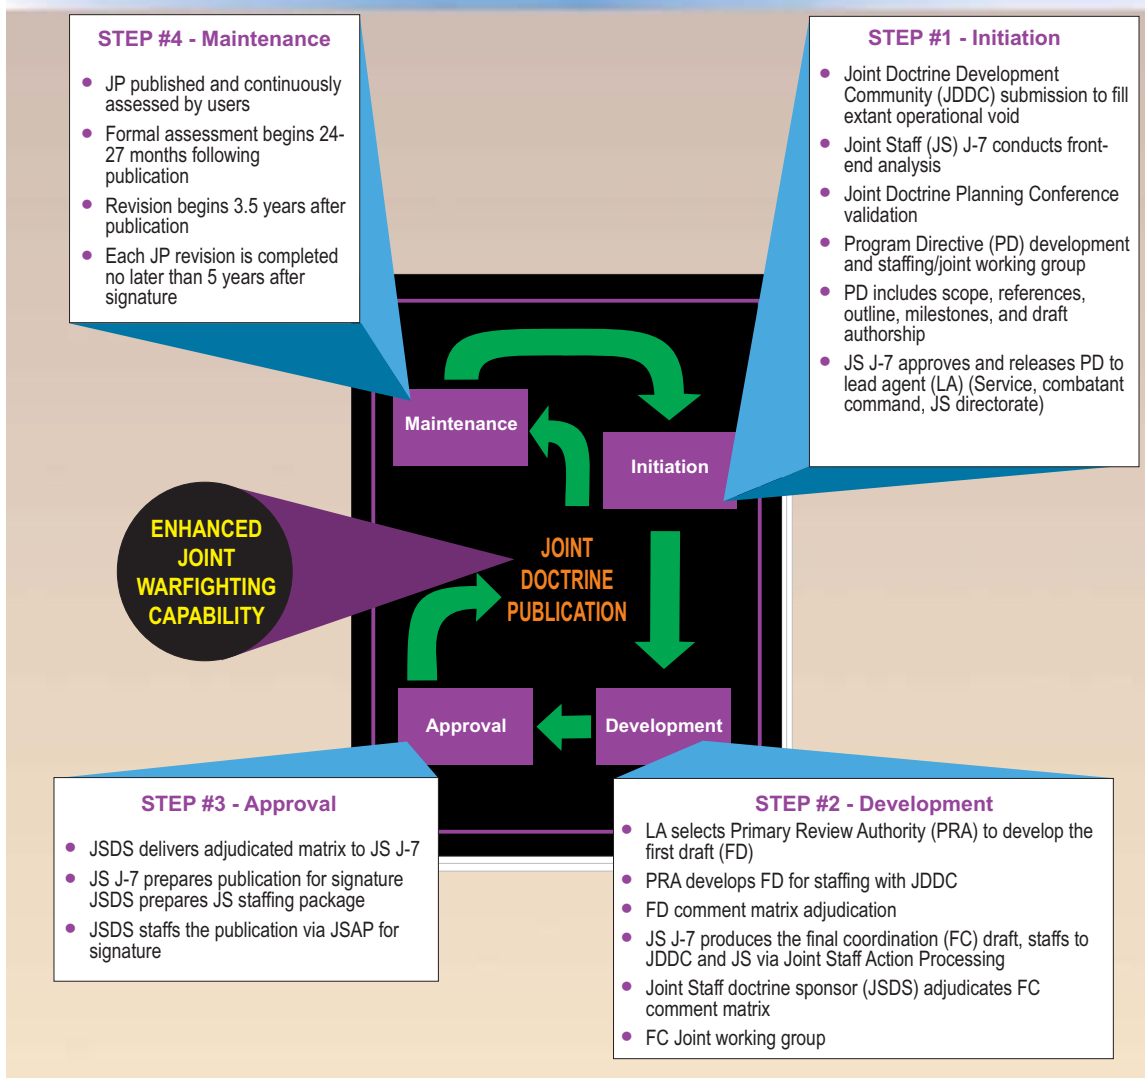 STEP #4 - Maintenance
• JP published and continuously
assessed by users
• Formal assessment begins 24-
27 months following
publication
• Revision begins 3.5 years after
publication
• Each JP revision is completed
no later than 5 years after
signature
STEP #1 - Initiation
• Joint Doctrine Development
Community (JDDC) submission to fill
extant operational void
• Joint Staff (JS) J-7 conducts front-
end analysis
• Joint Doctrine Planning Conference
validation
• Program Directive (PD) development
and staffing/joint working group
• PD includes scope, references,
outline, milestones, and draft
authorship
• JS J-7 approves and releases PD to
lead agent (LA) (Service, combatant
command, JS directorate)
Maintenance
Initiation
ENHANCED
JOINT
WARFIGHTING
CAPABILITY
JOINT
DOCTRINE
PUBLICATION
Approval
Development
STEP #3 - Approval
• JSDS delivers adjudicated matrix to JS J-7
• JS J-7 prepares publication for signature
JSDS prepares JS staffing package
• JSDS staffs the publication via JSAP for
signature
STEP #2 - Development
• LA selects Primary Review Authority (PRA) to develop the
first draft (FD)
• PRA develops FD for staffing with JDDC
• FD comment matrix adjudication
• JS J-7 produces the final coordination (FC) draft, staffs to
JDDC and JS via Joint Staff Action Processing
• Joint Staff doctrine sponsor (JSDS) adjudicates FC
comment matrix
• FC Joint working group